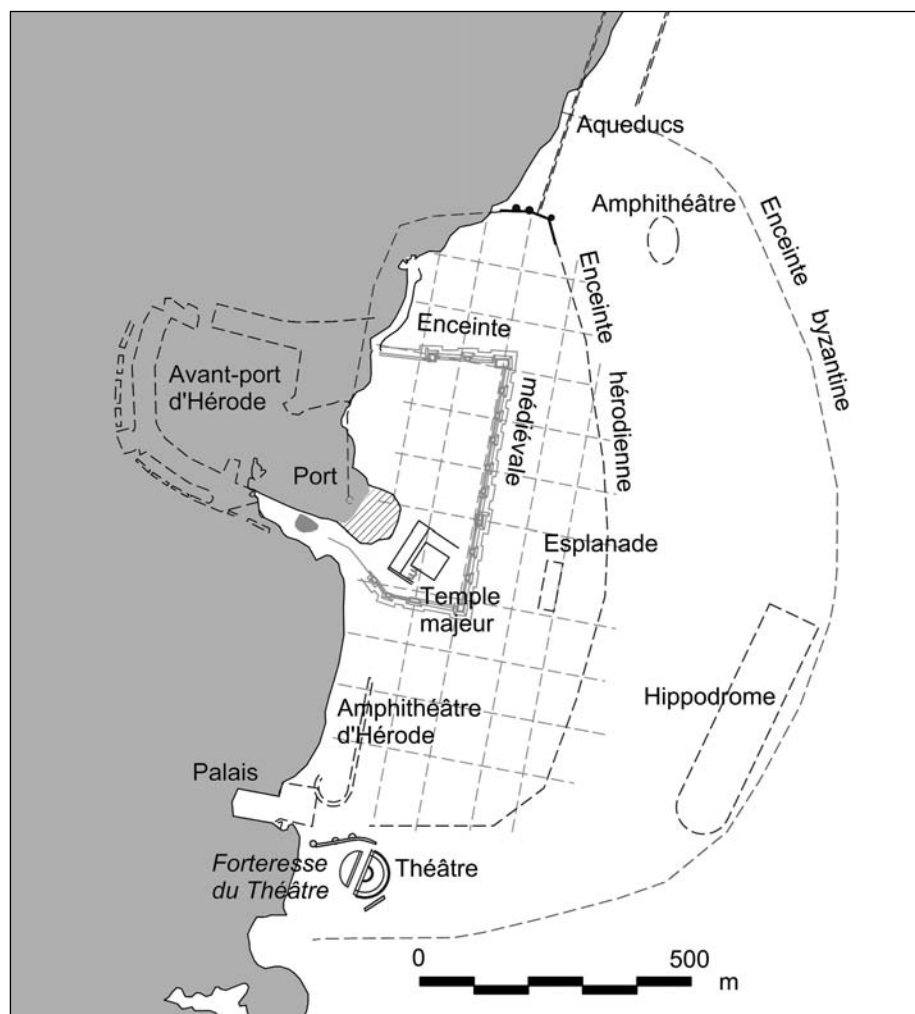 Aqueducs
Amphithéâtre
Enceinte
byzantine
Enceinte
hérodienne
Enceinte
médiévale
Avant-port
d'Hérode
Port
Esplanade
Temple
majeur
Hippodrome
Amphithéâtre
d'Hérode
Palais
Forteresse
du Théâtre
Théâtre
0
500
m